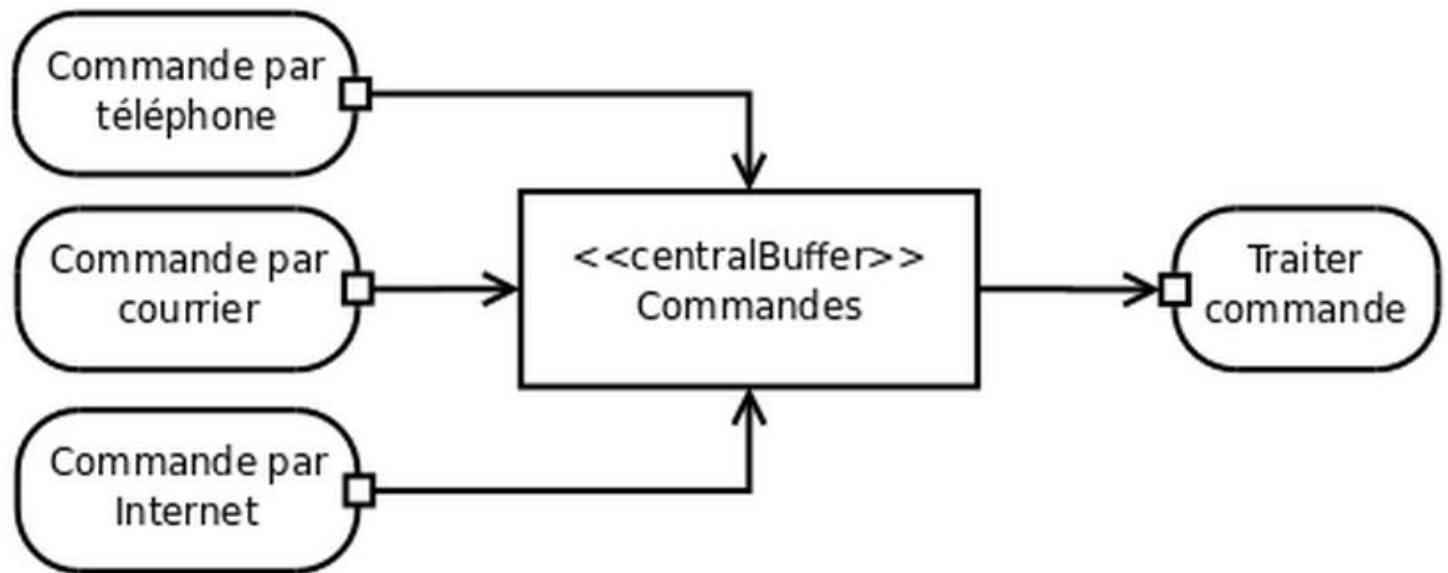 Commande par
téléphone
Commande par
courrier
Commande par
Internet
<<centralBuffer>>
Commandes
Traiter
commande